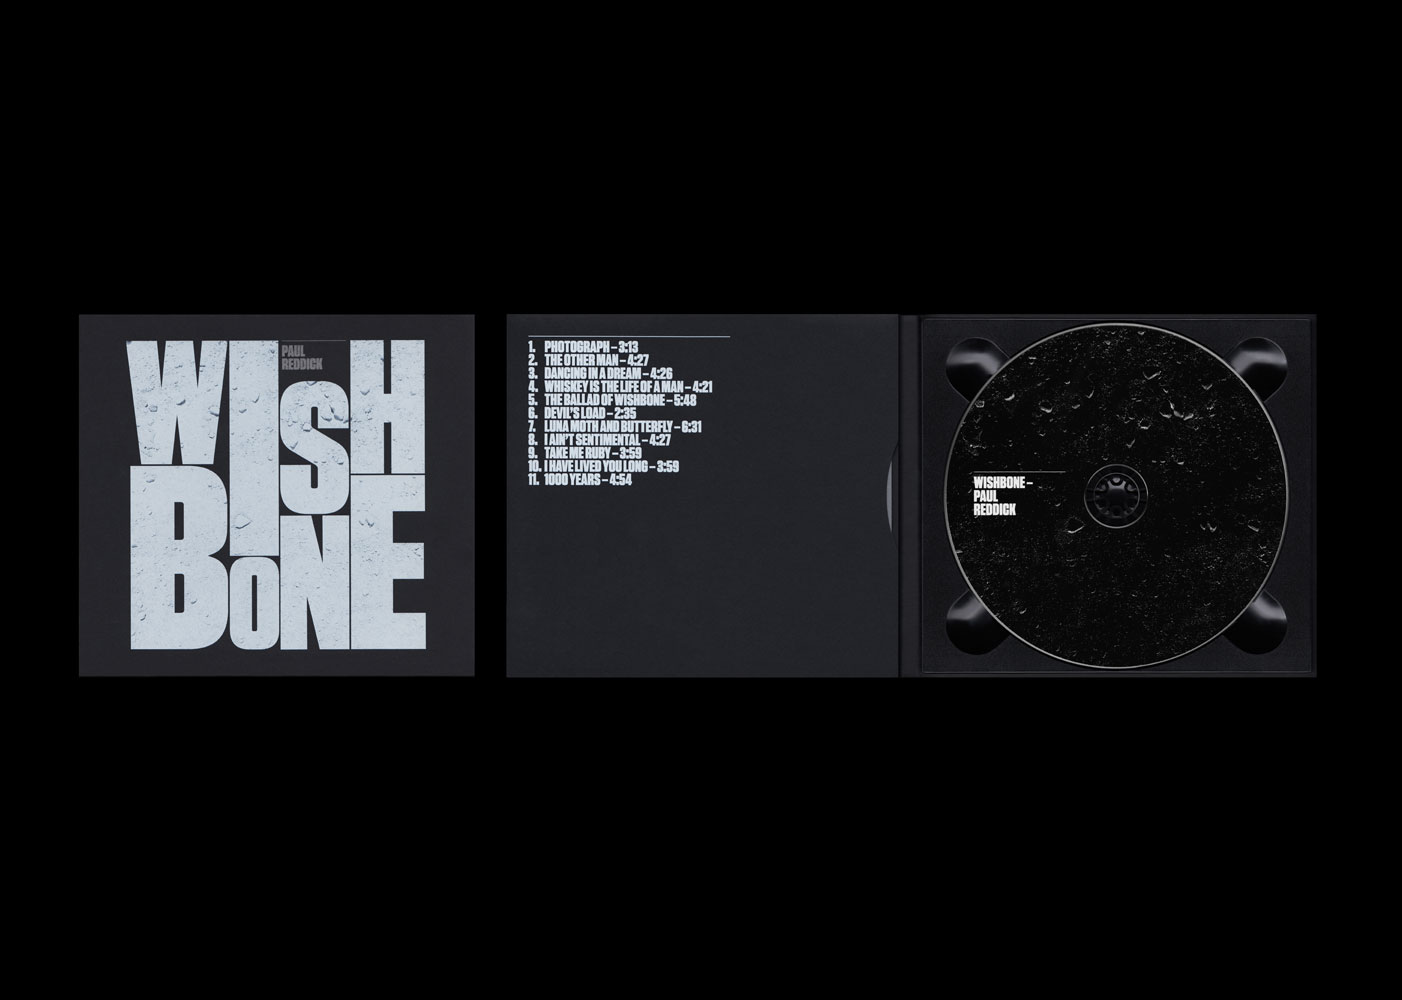 WISH
PAUL
REDDICK
BONE
1. PHOTOGRAPH – 3:13
2. THE OTHER MAN – 4:27
3. DANCING IN A DREAM – 4:26
4. WHISKEY IS THE LIFE OF A MAN – 4:21
5. THE BALLAD OF WISHBONE – 5:48
6. DEVIL'S LOAD – 2:35
7. LUNA MOTH AND BUTTERFLY – 6:31
8. I AIN'T SENTIMENTAL – 4:27
9. TAKE ME RUBY – 3:59
10. I HAVE LIVED YOU LONG – 3:59
11. 1000 YEARS – 4:54
WISHBONE –
PAUL
REDDICK